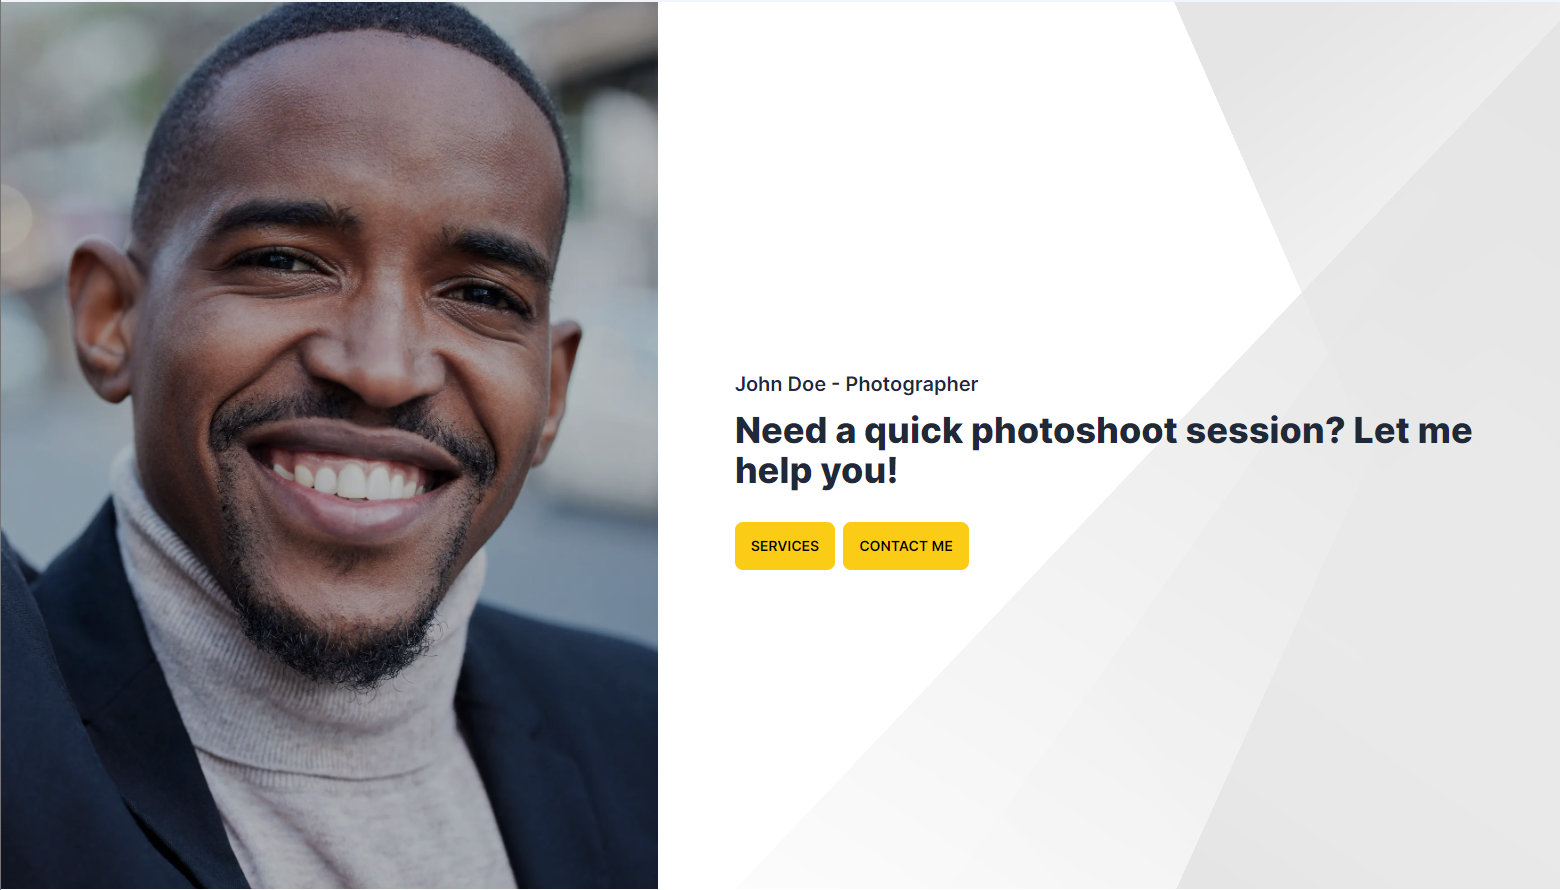 John Doe - Photographer
Need a quick photoshoot session? Let me
help you!
SERVICES
CONTACT ME